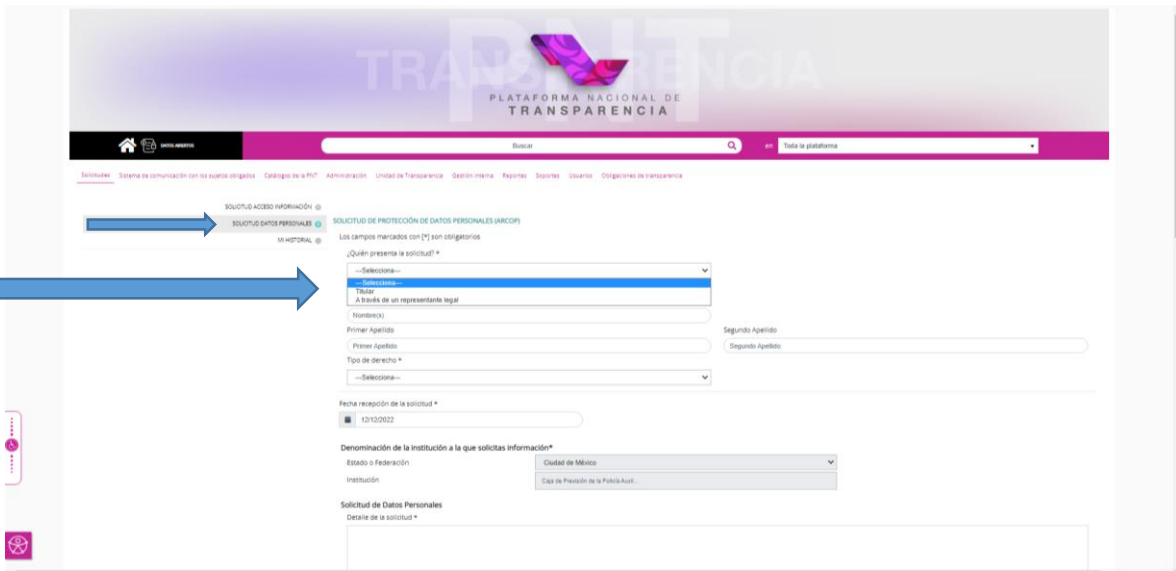 PNT
TRANSPARENCIA
PLATAFORMA NACIONAL DE
TRANSPARENCIA
DATOS ABIERTOS
Buscar
en
Toda la plataforma
Solicitudes Sistema de comunicación con los sujetos obligados Catálogos de la PNT Administración Unidad de Transparencia Gestión interna Reportes Soportes Usuarios Obligaciones de transparencia
SOLICITUD ACCESO INFORMACIÓN
SOLICITUD DATOS PERSONALES
MI HISTORIAL
SOLICITUD DE PROTECCIÓN DE DATOS PERSONALES (ARCOP)
Los campos marcados con [*] son obligatorios
¿Quién presenta la solicitud? *
---Selecciona---
---Selecciona---
Titular
A través de un representante legal
Nombre(s)
Primer Apellido Segundo Apellido
Primer Apellido Segundo Apellido
Tipo de derecho *
---Selecciona---
Fecha recepción de la solicitud *
12/12/2022
Denominación de la institución a la que solicitas información*
Estado o Federación Ciudad de México
Institución Caja de Previsión de la Policía Auxil...
Solicitud de Datos Personales
Detalle de la solicitud *